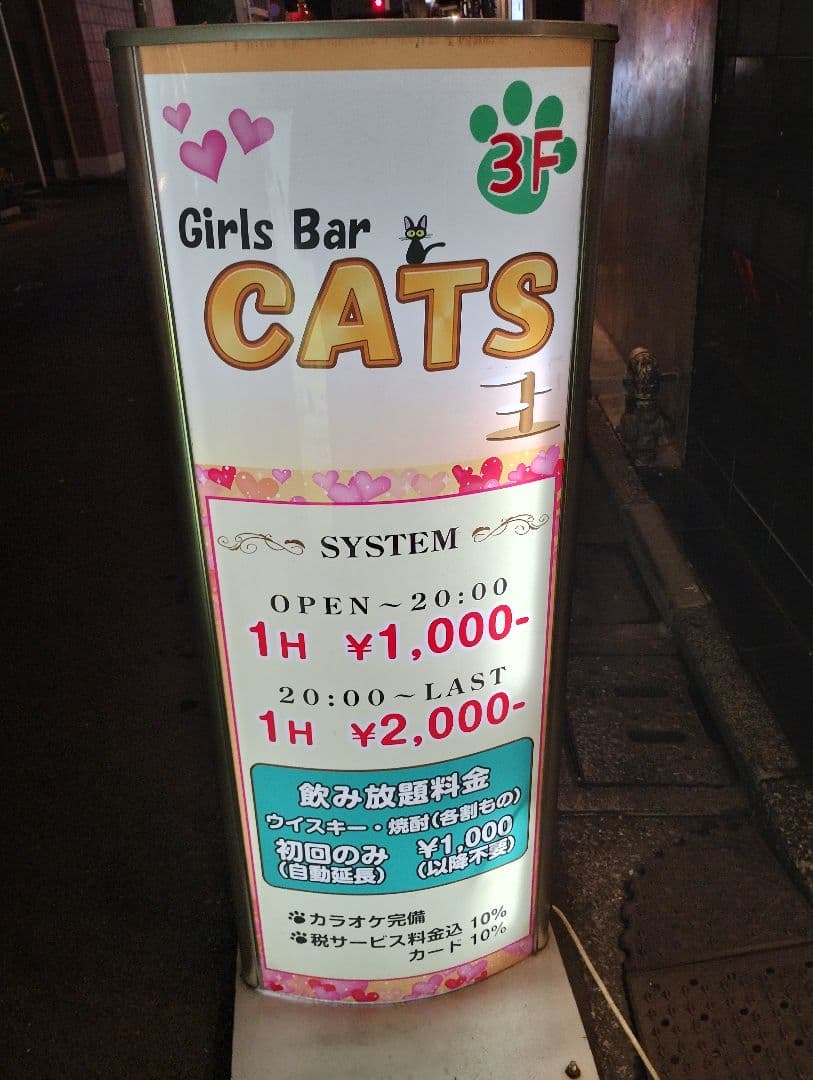 3F
Girls Bar
CATS
SYSTEM
OPEN～20:00
1H ¥1,000-
20:00～LAST
1H ¥2,000-
飲み放題料金
ウイスキー・焼酎(各割もの)
初回のみ ¥1,000
(自動延長) (以降不要)
カラオケ完備
税サービス料金込 10%
カード 10%